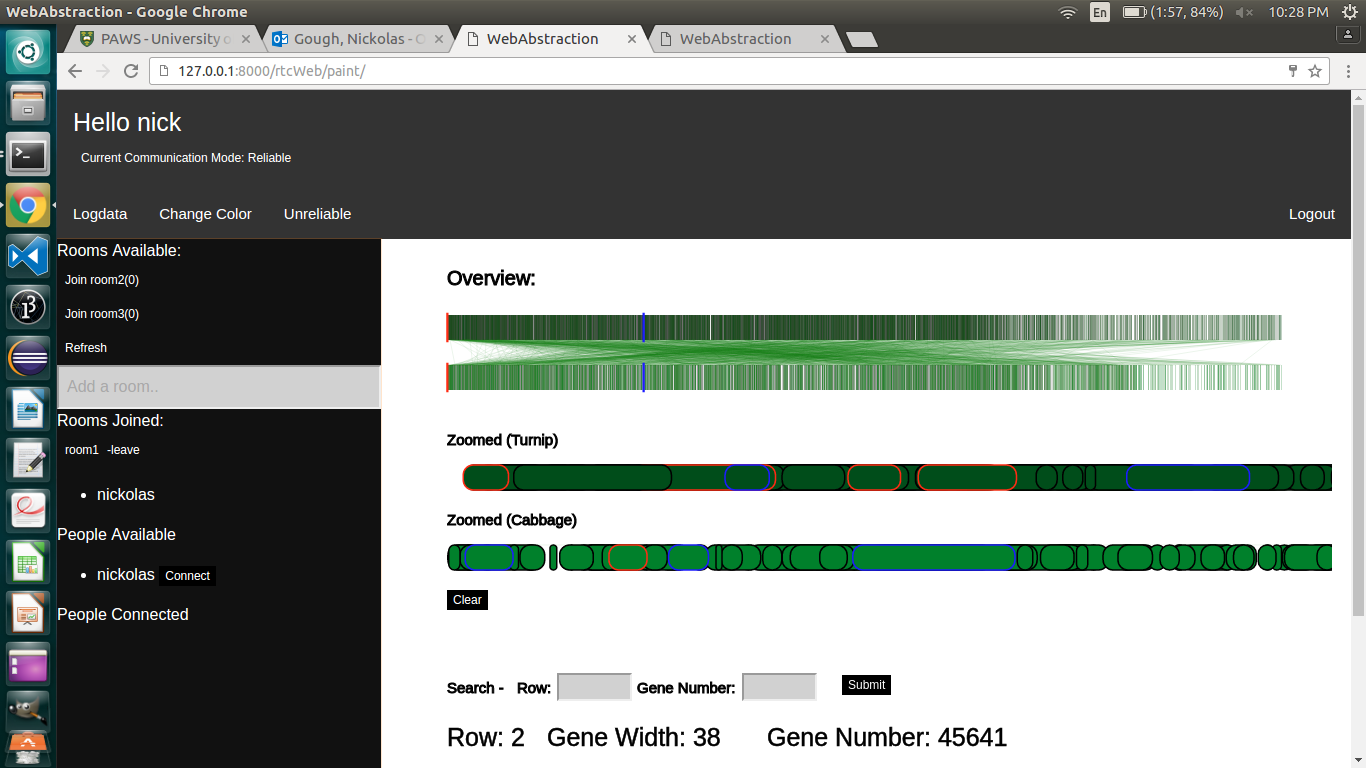 WebAbstraction - Google Chrome En (1:57, 84%) 10:28 PM
PAWS - University o Gough, Nickolas - O WebAbstraction WebAbstraction
127.0.0.1:8000/rtcWeb/paint/
Hello nick
Current Communication Mode: Reliable
Logdata Change Color Unreliable Logout
Rooms Available:
Join room2(0)
Join room3(0)
Refresh
Add a room..
Rooms Joined:
room1 -leave
nickolas
People Available
nickolas Connect
People Connected
Overview:
Zoomed (Turnip)
Zoomed (Cabbage)
Clear
Search - Row: Gene Number: Submit
Row: 2 Gene Width: 38 Gene Number: 45641